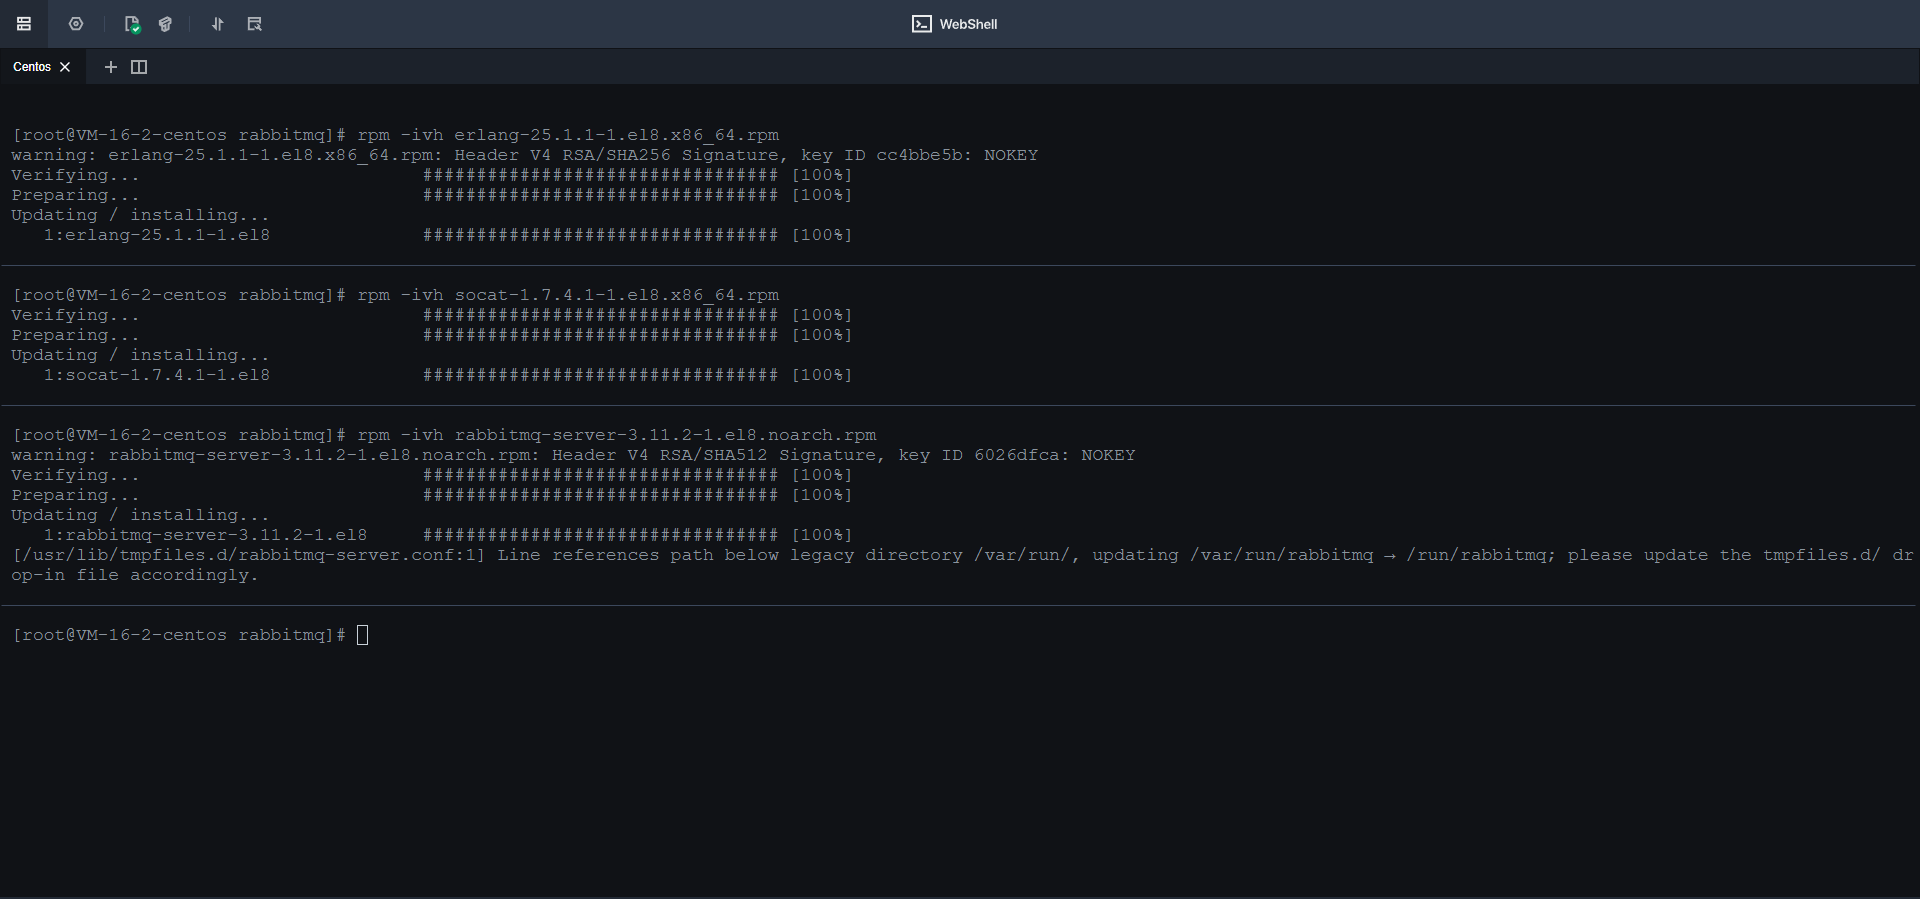 WebShell
Centos
[root@VM-16-2-centos rabbitmq]# rpm -ivh erlang-25.1.1-1.el8.x86_64.rpm
warning: erlang-25.1.1-1.el8.x86_64.rpm: Header V4 RSA/SHA256 Signature, key ID cc4bbe5b: NOKEY
Verifying... ################################# [100%]
Preparing... ################################# [100%]
Updating / installing...
1:erlang-25.1.1-1.el8 ################################# [100%]
[root@VM-16-2-centos rabbitmq]# rpm -ivh socat-1.7.4.1-1.el8.x86_64.rpm
Verifying... ################################# [100%]
Preparing... ################################# [100%]
Updating / installing...
1:socat-1.7.4.1-1.el8 ################################# [100%]
[root@VM-16-2-centos rabbitmq]# rpm -ivh rabbitmq-server-3.11.2-1.el8.noarch.rpm
warning: rabbitmq-server-3.11.2-1.el8.noarch.rpm: Header V4 RSA/SHA512 Signature, key ID 6026dfca: NOKEY
Verifying... ################################# [100%]
Preparing... ################################# [100%]
Updating / installing...
1:rabbitmq-server-3.11.2-1.el8 ################################# [100%]
[/usr/lib/tmpfiles.d/rabbitmq-server.conf:1] Line references path below legacy directory /var/run/, updating /var/run/rabbitmq → /run/rabbitmq; please update the tmpfiles.d/ dr
op-in file accordingly.
[root@VM-16-2-centos rabbitmq]#